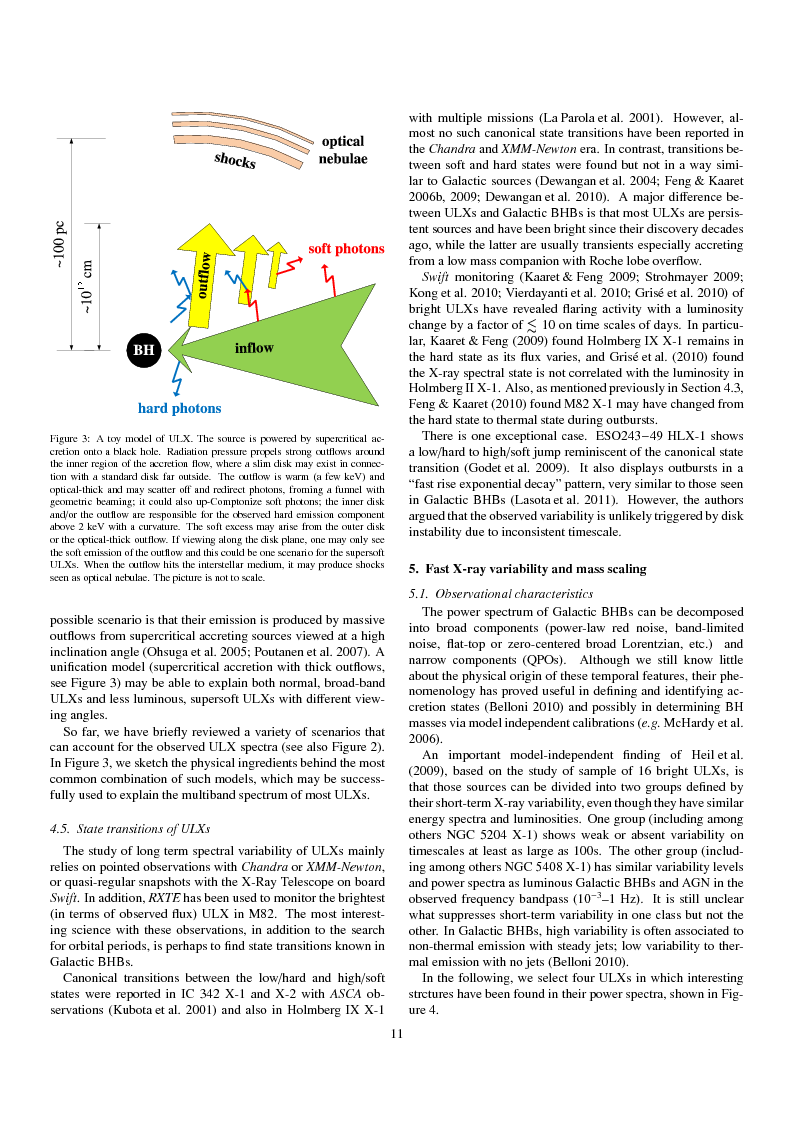 optical
nebulae
shocks
~100 pc
soft photons
outflow
BH
inflow
hard photons
Figure 3: A toy model of ULX. The source is powered by supercritical ac-
cretion onto a black hole. Radiation pressure propels strong outflows around
the inner region of the accretion flow, where a slim disk may exist in connec-
tion with a standard disk far outside. The outflow is warm (a few keV) and
optical-thick and may scatter off and redirect photons, froming a funnel with
geometric beaming; it could also up-Comptonize soft photons; the inner disk
and/or the outflow are responsible for the observed hard emission component
above 2 keV with a curvature. The soft excess may arise from the outer disk
or the optical-thick outflow. If viewing along the disk plane, one may only see
the soft emission of the outflow and this could be one scenario for the supersoft
ULXs. When the outflow hits the interstellar medium, it may produce shocks
seen as optical nebulae. The picture is not to scale.
possible scenario is that their emission is produced by massive
outflows from supercritical accreting sources viewed at a high
inclination angle (Ohsuga et al. 2005; Poutanen et al. 2007). A
unification model (supercritical accretion with thick outflows,
see Figure 3) may be able to explain both normal, broad-band
ULXs and less luminous, supersoft ULXs with different view-
ing angles.
So far, we have briefly reviewed a variety of scenarios that
can account for the observed ULX spectra (see also Figure 2).
In Figure 3, we sketch the physical ingredients behind the most
common combination of such models, which may be success-
fully used to explain the multiband spectrum of most ULXs.
4.5. State transitions of ULXs
The study of long term spectral variability of ULXs mainly
relies on pointed observations with Chandra or XMM-Newton,
or quasi-regular snapshots with the X-Ray Telescope on board
Swift. In addition, RXTE has been used to monitor the brightest
(in terms of observed flux) ULX in M82. The most interest-
ing science with these observations, in addition to the search
for orbital periods, is perhaps to find state transitions known in
Galactic BHBs.
Canonical transitions between the low/hard and high/soft
states were reported in IC 342 X-1 and X-2 with ASCA ob-
servations (Kubota et al. 2001) and also in Holmberg IX X-1
with multiple missions (La Parola et al. 2001). However, al-
most no such canonical state transitions have been reported in
the Chandra and XMM-Newton era. In contrast, transitions be-
tween soft and hard states were found but not in a way simi-
lar to Galactic sources (Dewangan et al. 2004; Feng & Kaaret
2006b, 2009; Dewangan et al. 2010). A major difference be-
tween ULXs and Galactic BHBs is that most ULXs are persis-
tent sources and have been bright since their discovery decades
ago, while the latter are usually transients especially accreting
from a low mass companion with Roche lobe overflow.
Swift monitoring (Kaaret & Feng 2009; Strohmayer 2009;
Kong et al. 2010; Vierdayanti et al. 2010; Grisé et al. 2010) of
bright ULXs have revealed flaring activity with a luminosity
change by a factor of ≲ 10 on time scales of days. In particu-
lar, Kaaret & Feng (2009) found Holmberg IX X-1 remains in
the hard state as its flux varies, and Grisé et al. (2010) found
the X-ray spectral state is not correlated with the luminosity in
Holmberg II X-1. Also, as mentioned previously in Section 4.3,
Feng & Kaaret (2010) found M82 X-1 may have changed from
the hard state to thermal state during outbursts.
There is one exceptional case. ESO243−49 HLX-1 shows
a low/hard to high/soft jump reminiscent of the canonical state
transition (Godet et al. 2009). It also displays outbursts in a
“fast rise exponential decay” pattern, very similar to those seen
in Galactic BHBs (Lasota et al. 2011). However, the authors
argued that the observed variability is unlikely triggered by disk
instability due to inconsistent timescale.
5. Fast X-ray variability and mass scaling
5.1. Observational characteristics
The power spectrum of Galactic BHBs can be decomposed
into broad components (power-law red noise, band-limited
noise, flat-top or zero-centered broad Lorentzian, etc.) and
narrow components (QPOs). Although we still know little
about the physical origin of these temporal features, their phe-
nomenology has proved useful in defining and identifying ac-
cretion states (Belloni 2010) and possibly in determining BH
masses via model independent calibrations (e.g. McHardy et al.
2006).
An important model-independent finding of Heil et al.
(2009), based on the study of sample of 16 bright ULXs, is
that those sources can be divided into two groups defined by
their short-term X-ray variability, even though they have similar
energy spectra and luminosities. One group (including among
others NGC 5204 X-1) shows weak or absent variability on
timescales at least as large as 100s. The other group (includ-
ing among others NGC 5408 X-1) has similar variability levels
and power spectra as luminous Galactic BHBs and AGN in the
observed frequency bandpass (10⁻³–1 Hz). It is still unclear
what suppresses short-term variability in one class but not the
other. In Galactic BHBs, high variability is often associated to
non-thermal emission with steady jets; low variability to ther-
mal emission with no jets (Belloni 2010).
In the following, we select four ULXs in which interesting
strctures have been found in their power spectra, shown in Fig-
ure 4.
11